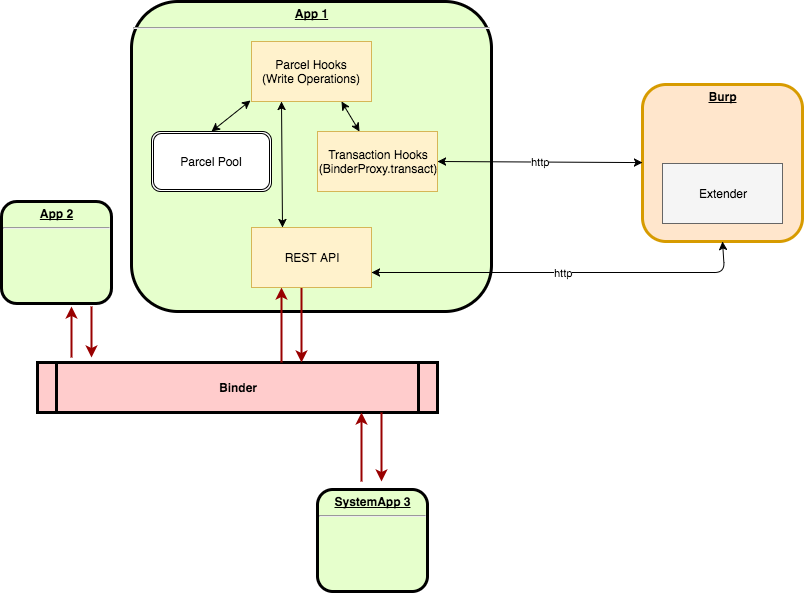 App 1
Parcel Hooks
(Write Operations)
Burp
Parcel Pool
Transaction Hooks
(BinderProxy.transact)
http
Extender
App 2
REST API
http
Binder
SystemApp 3